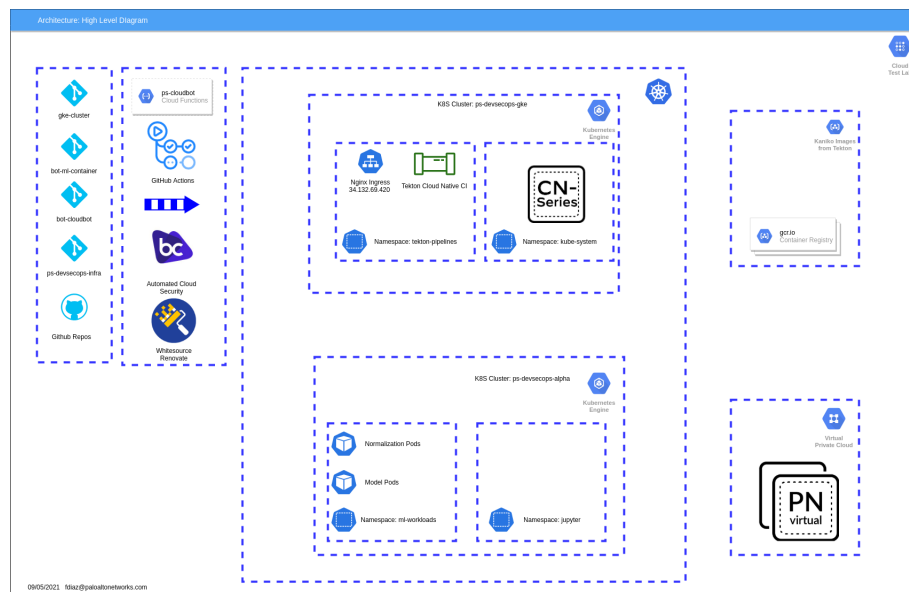 Architecture: High Level Diagram
Cloud
Test La
gke-cluster
bot-ml-container
bot-cloudbot
ps-devsecops-infra
Github Repos
ps-cloudbot
Cloud Functions
GitHub Actions
bc
Automated Cloud
Security
Whitesource
Renovate
K8S Cluster: ps-devsecops-gke
Kubernetes
Engine
Nginx Ingress
34.132.69.420
Tekton Cloud Native CI
Namespace: tekton-pipelines
CN-
Series
Namespace: kube-system
K8S Cluster: ps-devsecops-alpha
Kubernetes
Engine
Normalization Pods
Model Pods
Namespace: ml-workloads
Namespace: jupyter
Kaniko Images
from Tekton
gcr.io
Container Registry
Virtual
Private Cloud
PN
virtual
09/05/2021 fdiaz@paloaltonetworks.com